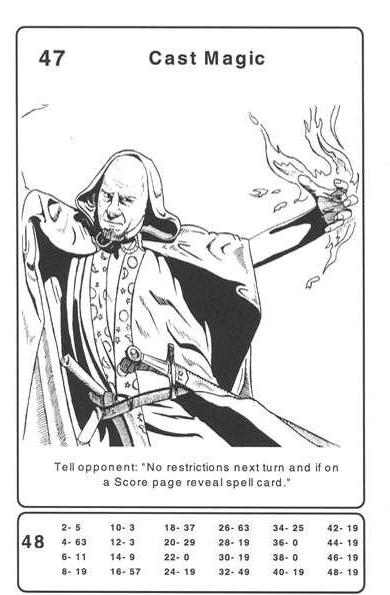 47 Cast Magic
Tell opponent: "No restrictions next turn and if on
a Score page reveal spell card."
48
2- 5 10- 3 18- 37 26- 63 34- 25 42- 19
4- 63 12- 3 20- 29 28- 19 36- 0 44- 19
6- 11 14- 9 22- 0 30- 19 38- 0 46- 19
8- 19 16- 57 24- 19 32- 49 40- 19 48- 19